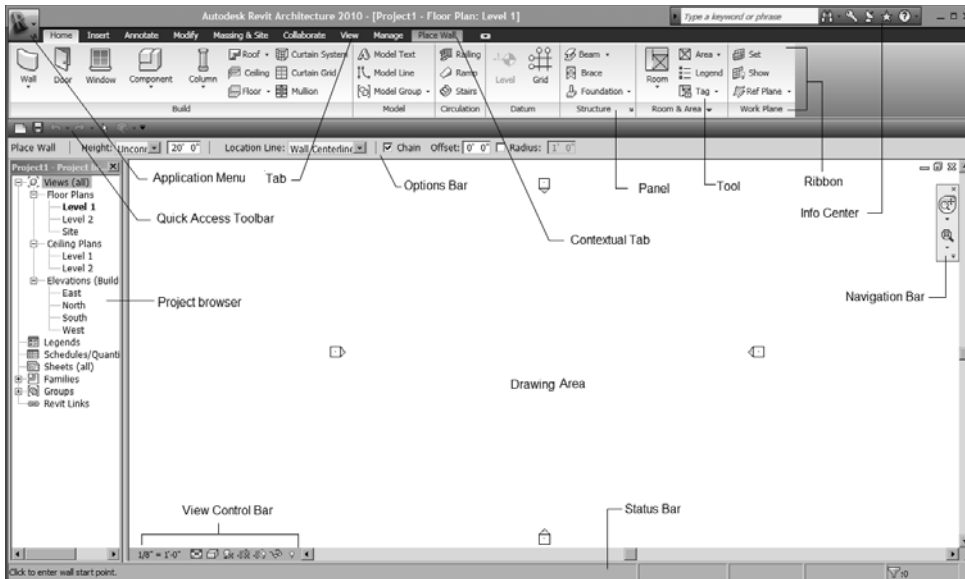 Autodesk Revit Architecture 2010 - [Project1 - Floor Plan: Level 1]
Type a keyword or phrase
Home Insert Annotate Modify Massing & Site Collaborate View Manage Place Wall
Wall Door Window Component Column
Roof Curtain System
Ceiling Curtain Grid
Floor Mullion
Model Text
Model Line
Model Group
Railing
Ramp
Stairs
Level Grid
Beam
Brace
Foundation
Room
Area
Legend
Tag
Set
Show
Ref Plane
Build Model Circulation Datum Structure Room & Area Work Plane
Place Wall Height: Unconr 20' 0" Location Line: Wall Centerline Chain Offset: 0' 0" Radius: 1' 0"
Project1 - Project
Views (all)
Floor Plans
Level 1
Level 2
Site
Ceiling Plans
Level 1
Level 2
Elevations (Build
East
North
South
West
Legends
Schedules/Quanti
Sheets (all)
Families
Groups
Revit Links
Application Menu
Tab
Options Bar
Panel
Tool
Ribbon
Quick Access Toolbar
Info Center
Contextual Tab
Project browser
Navigation Bar
Drawing Area
View Control Bar
Status Bar
1/8" = 1'-0"
Click to enter wall start point.
:0